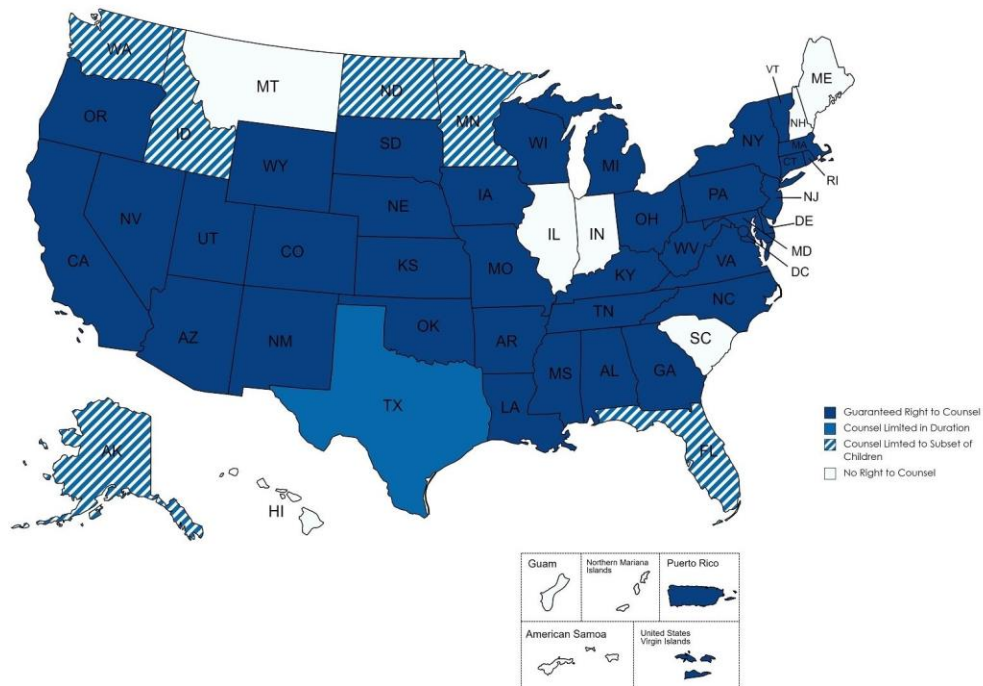 WA
MT
ND
MN
VT
ME
NH
OR
ID
SD
WI
MI
NY
MA
CT
RI
WY
IA
PA
NJ
NE
OH
DE
NV
UT
IL
IN
WV
MD
CA
CO
KS
MO
KY
VA
DC
TN
NC
AZ
NM
OK
AR
SC
MS
AL
GA
TX
LA
FL
AK
HI
Guaranteed Right to Counsel
Counsel Limited in Duration
Counsel Limted to Subset of
Children
No Right to Counsel
Guam
Northern Mariana
Islands
Puerto Rico
American Samoa
United States
Virgin Islands